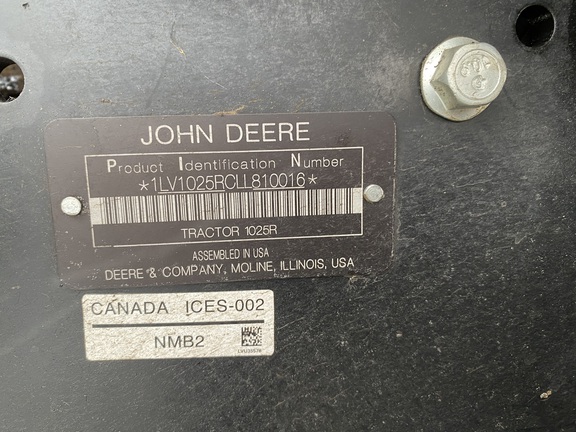 JOHN DEERE
Product Identification Number
*1LV1025RCLL810016*
TRACTOR 1025R
ASSEMBLED IN USA
DEERE & COMPANY, MOLINE, ILLINOIS, USA
CANADA ICES-002
NMB2